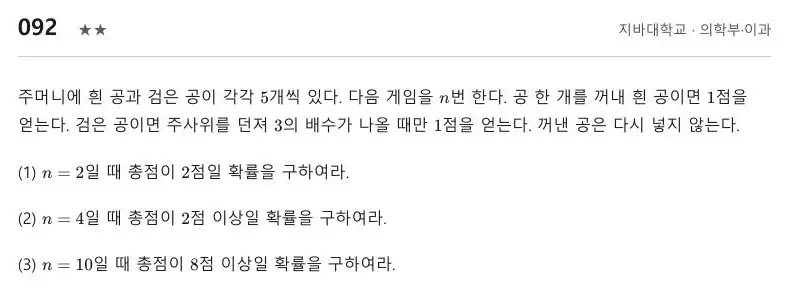 092 ★★ 지바대학교 · 의학부·이과
주머니에 흰 공과 검은 공이 각각 5개씩 있다. 다음 게임을 n번 한다. 공 한 개를 꺼내 흰 공이면 1점을
얻는다. 검은 공이면 주사위를 던져 3의 배수가 나올 때만 1점을 얻는다. 꺼낸 공은 다시 넣지 않는다.
(1) n = 2일 때 총점이 2점일 확률을 구하여라.
(2) n = 4일 때 총점이 2점 이상일 확률을 구하여라.
(3) n = 10일 때 총점이 8점 이상일 확률을 구하여라.